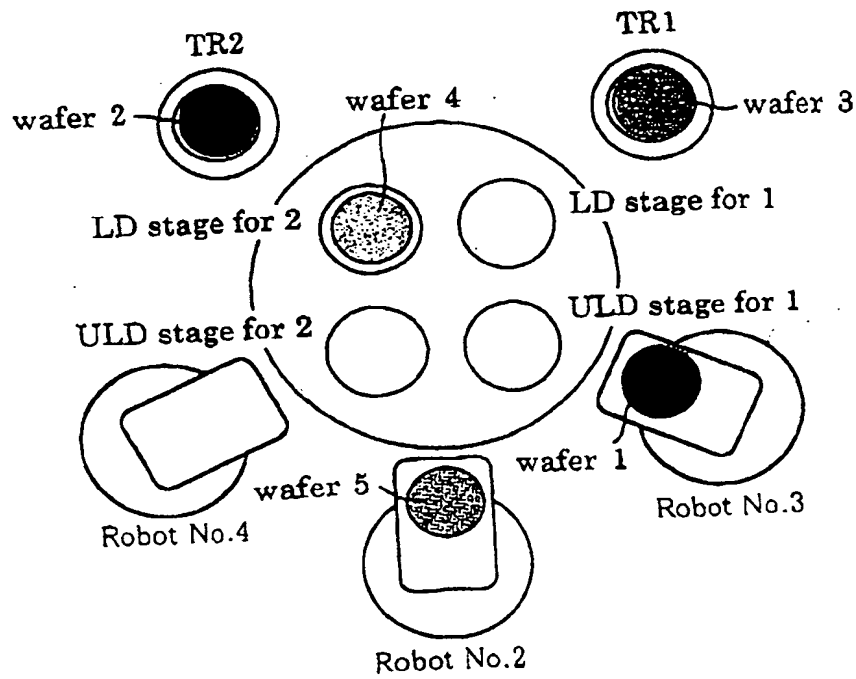 TR2
TR1
wafer 2
wafer 4
wafer 3
LD stage for 2
LD stage for 1
ULD stage for 2
ULD stage for 1
wafer 5
wafer 1
Robot No.4
Robot No.3
Robot No.2